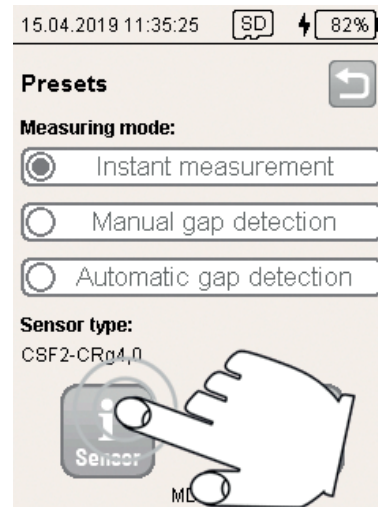 15.04.2019 11:35:25 SD 82%
Presets
Measuring mode:
Instant measurement
Manual gap detection
Automatic gap detection
Sensor type:
CSF2-CRg4,0
i
Sensor